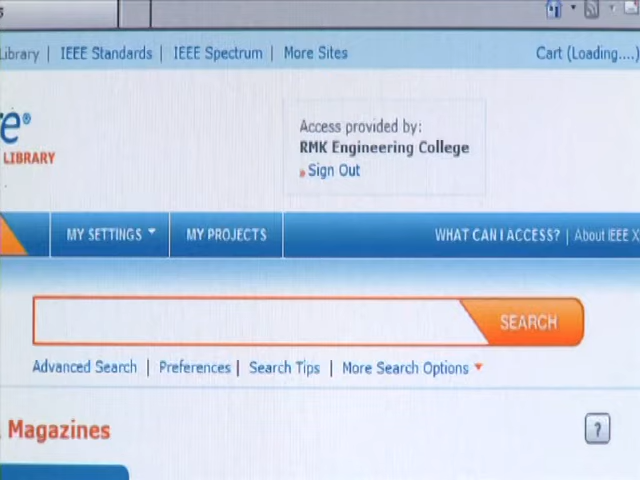 Library | IEEE Standards | IEEE Spectrum | More Sites
Cart (Loading....)
e®
LIBRARY
Access provided by:
RMK Engineering College
» Sign Out
MY SETTINGS
MY PROJECTS
WHAT CAN I ACCESS? | About IEEE X
SEARCH
Advanced Search | Preferences | Search Tips | More Search Options
Magazines
?